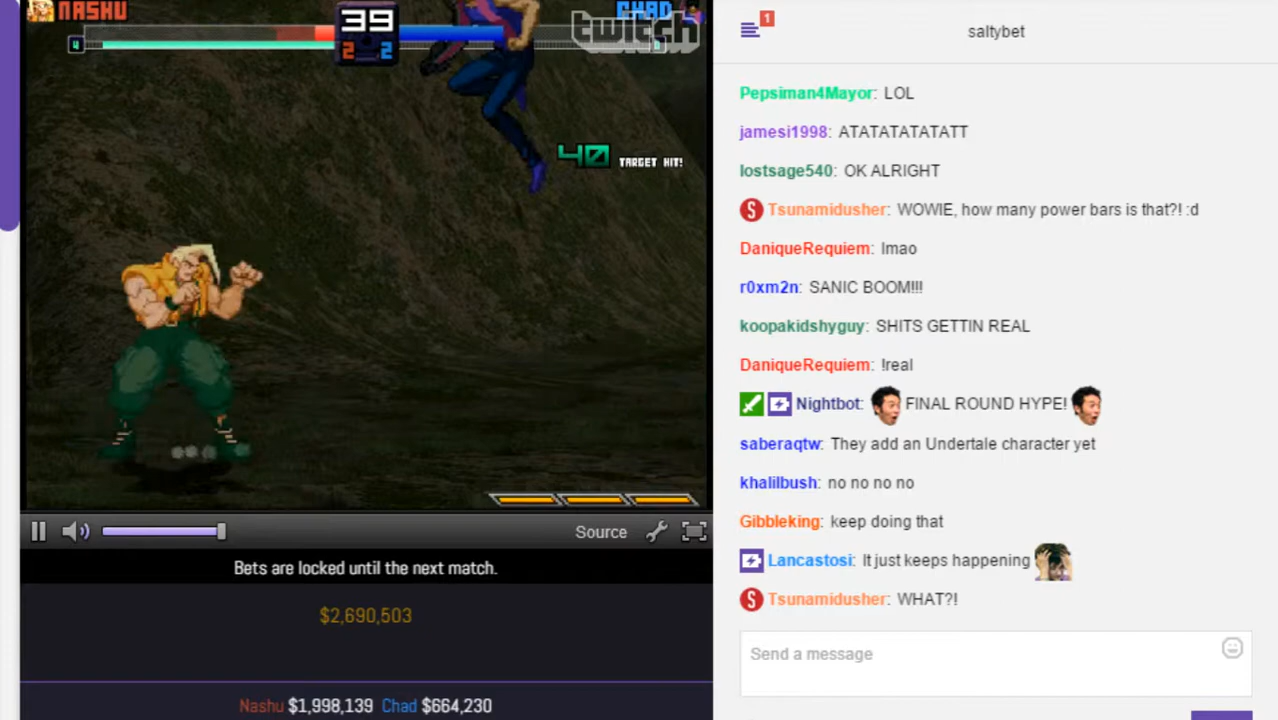 NASHU
39
CHAD
twitch
4
2 2
40 TARGET HIT!
Source
Bets are locked until the next match.
$2,690,503
Nashu $1,998,139 Chad $664,230
1
saltybet
Pepsiman4Mayor: LOL
jamesi1998: ATATATATATATT
lostsage540: OK ALRIGHT
S Tsunamidusher: WOWIE, how many power bars is that?! :d
DaniqueRequiem: lmao
r0xm2n: SANIC BOOM!!!
koopakidshyguy: SHITS GETTIN REAL
DaniqueRequiem: !real
Nightbot: FINAL ROUND HYPE!
saberaqtw: They add an Undertale character yet
khalilbush: no no no no
Gibbleking: keep doing that
Lancastosi: It just keeps happening
S Tsunamidusher: WHAT?!
Send a message